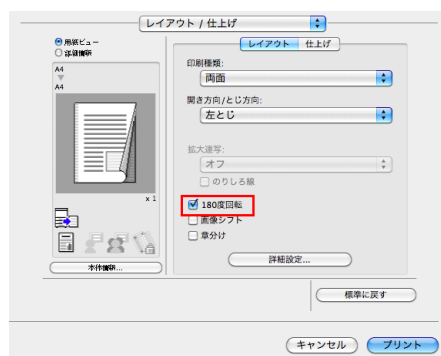 レイアウト / 仕上げ
用紙ビュー
詳細情報
A4
A4
x 1
本体情報...
レイアウト
仕上げ
印刷種類:
両面
開き方向/とじ方向:
左とじ
拡大連写:
オフ
のりしろ線
180度回転
画像シフト
章分け
詳細設定...
標準に戻す
キャンセル
プリント